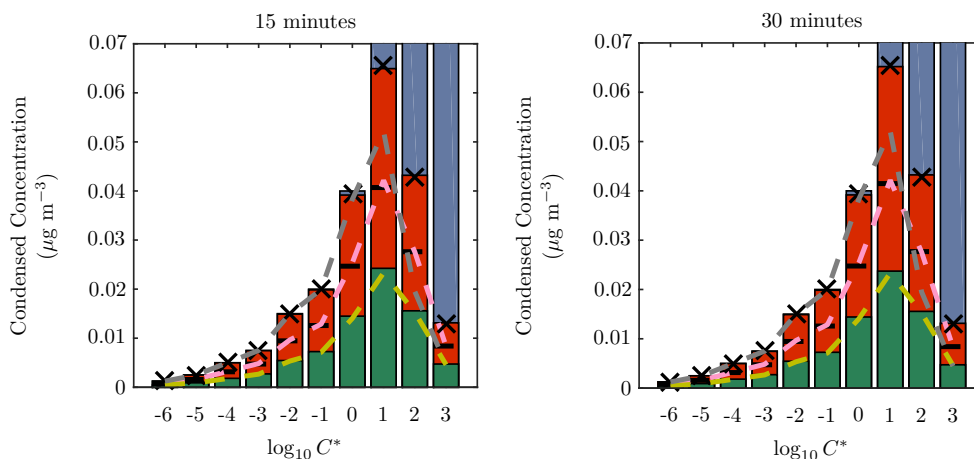 15 minutes
Condensed Concentration
(μg m⁻³)
0.07
0.06
0.05
0.04
0.03
0.02
0.01
0
-6 -5 -4 -3 -2 -1 0 1 2 3
log₁₀ C*
30 minutes
Condensed Concentration
(μg m⁻³)
0.07
0.06
0.05
0.04
0.03
0.02
0.01
0
-6 -5 -4 -3 -2 -1 0 1 2 3
log₁₀ C*